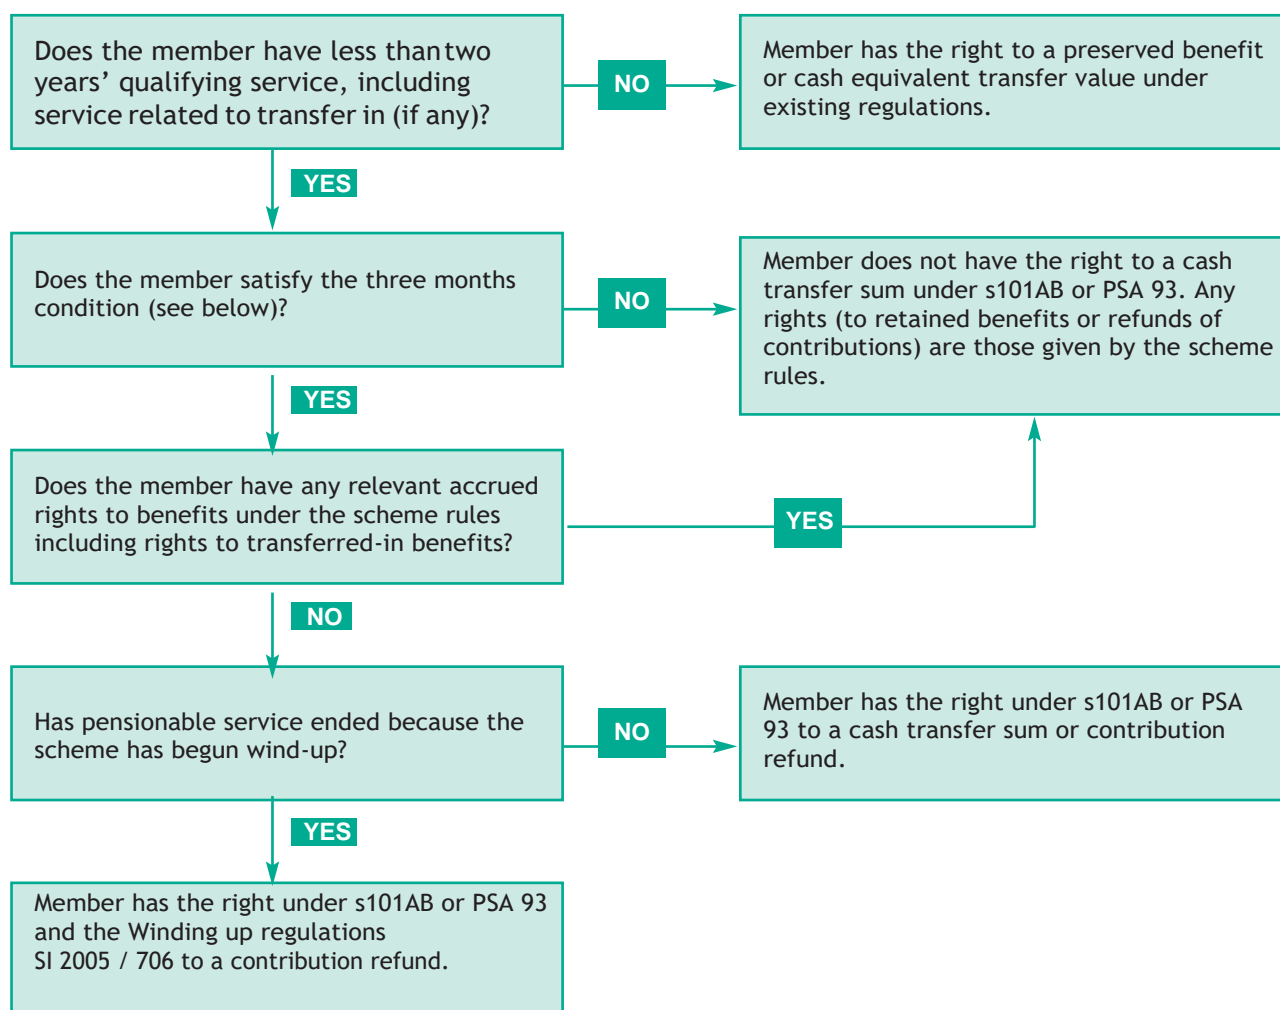 Does the member have less than two
years’ qualifying service, including
service related to transfer in (if any)?
NO
Member has the right to a preserved benefit
or cash equivalent transfer value under
existing regulations.
YES
Does the member satisfy the three months
condition (see below)?
NO
Member does not have the right to a cash
transfer sum under s101AB or PSA 93. Any
rights (to retained benefits or refunds of
contributions) are those given by the scheme
rules.
YES
Does the member have any relevant accrued
rights to benefits under the scheme rules
including rights to transferred-in benefits?
YES
NO
Has pensionable service ended because the
scheme has begun wind-up?
NO
Member has the right under s101AB or PSA
93 to a cash transfer sum or contribution
refund.
YES
Member has the right under s101AB or PSA 93
and the Winding up regulations
SI 2005 / 706 to a contribution refund.